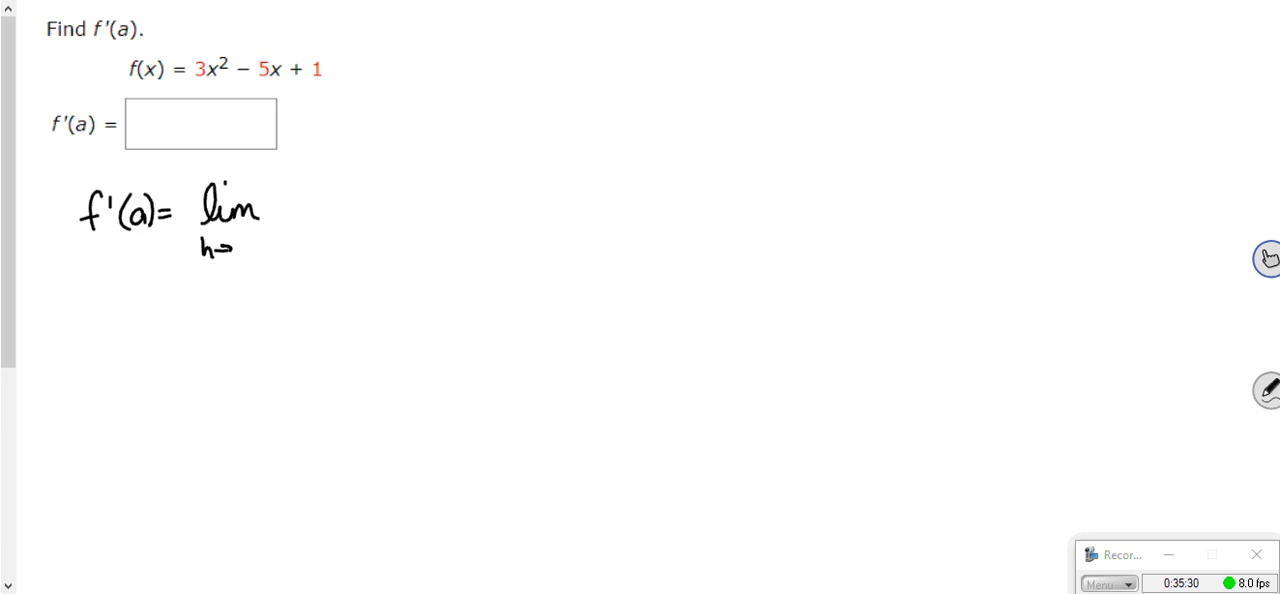 Find f'(a).
f(x) = 3x² − 5x + 1
f'(a) =
f'(a) = lim
h→
Recor...
Menu 0:35:30 8.0 fps